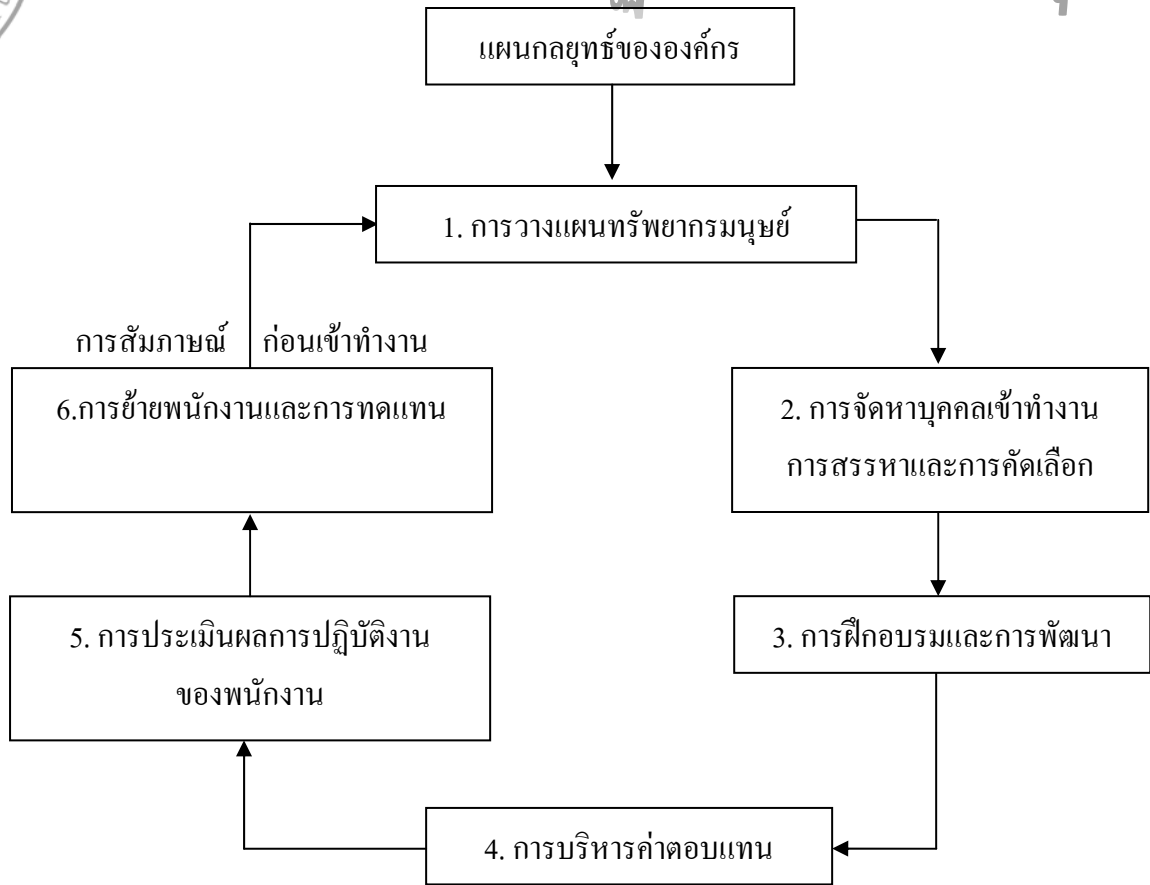 แผนกลยุทธ์ขององค์กร
1. การวางแผนทรัพยากรมนุษย์
การสัมภาษณ์ ก่อนเข้าทำงาน
6.การย้ายพนักงานและการทดแทน
2. การจัดหาบุคคลเข้าทำงาน
การสรรหาและการคัดเลือก
5. การประเมินผลการปฏิบัติงาน
ของพนักงาน
3. การฝึกอบรมและการพัฒนา
4. การบริหารค่าตอบแทน